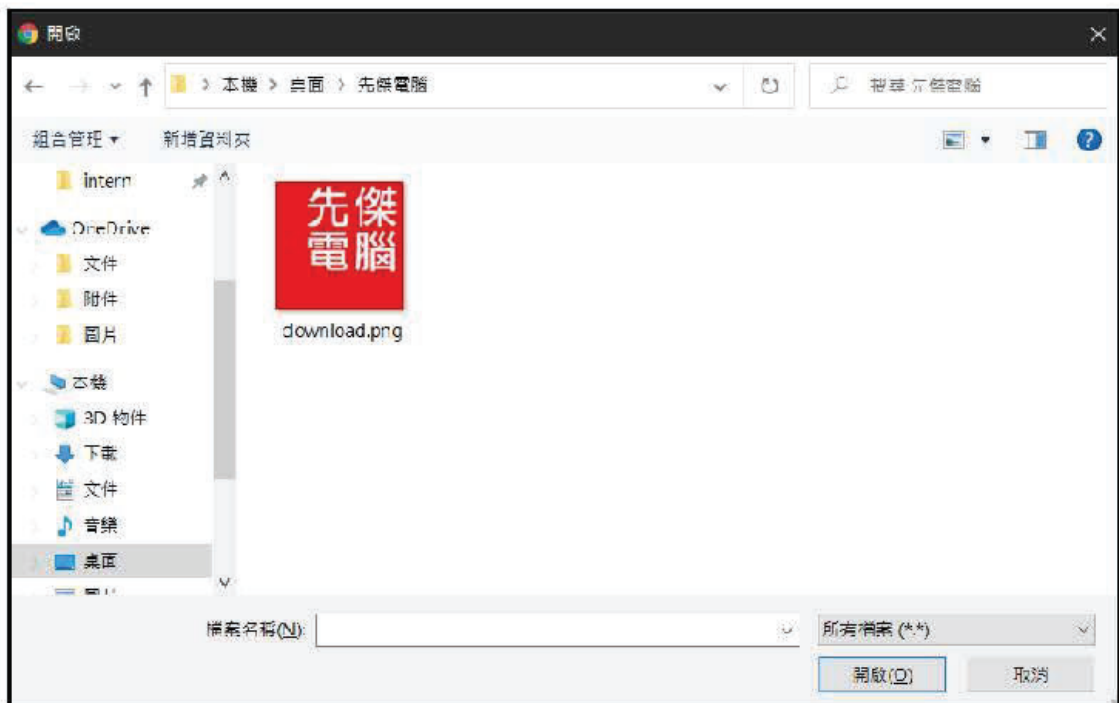 開啟
本機 > 桌面 > 先傑電腦
搜尋 先傑電腦
組合管理
新增資料夾
intern
OneDrive
文件
附件
圖片
本機
3D 物件
下載
文件
音樂
桌面
圖片
先傑
電腦
download.png
檔案名稱(N):
所有檔案 (*.*)
開啟(O)
取消